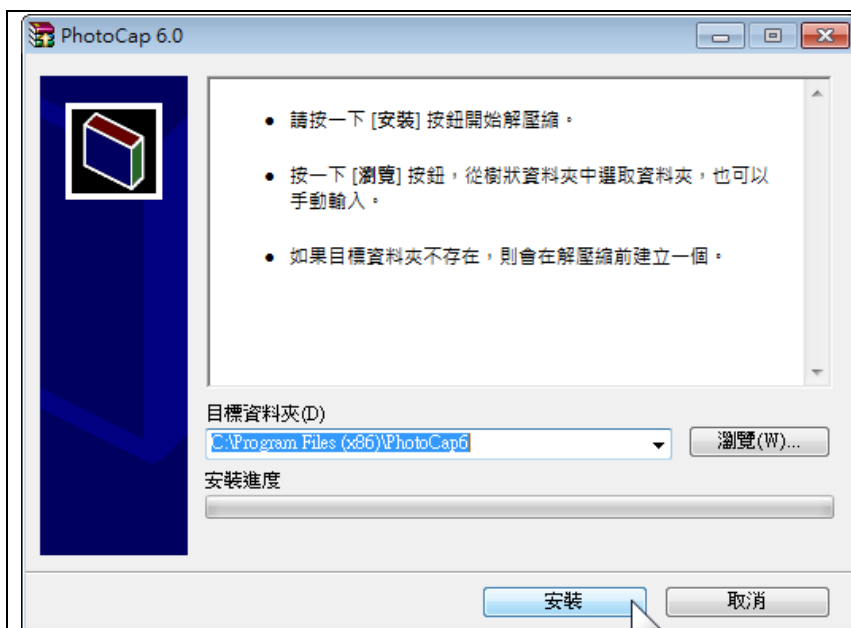 PhotoCap 6.0
請按一下 [安裝] 按鈕開始解壓縮。
按一下 [瀏覽] 按鈕，從樹狀資料夾中選取資料夾，也可以
手動輸入。
如果目標資料夾不存在，則會在解壓縮前建立一個。
目標資料夾(D)
C:\Program Files (x86)\PhotoCap6
瀏覽(W)...
安裝進度
安裝
取消